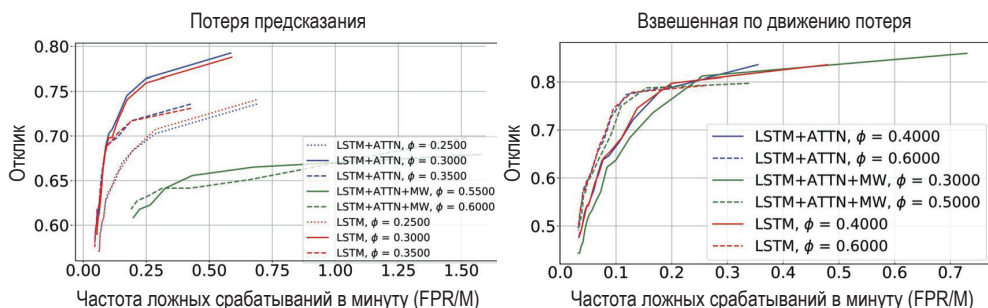 Потеря предсказания
Отклик
0.80
0.75
0.70
0.65
0.60
LSTM+ATTN, ϕ = 0.2500
LSTM+ATTN, ϕ = 0.3000
LSTM+ATTN, ϕ = 0.3500
LSTM+ATTN+MW, ϕ = 0.5500
LSTM+ATTN+MW, ϕ = 0.6000
LSTM, ϕ = 0.2500
LSTM, ϕ = 0.3000
LSTM, ϕ = 0.3500
0.00 0.25 0.50 0.75 1.00 1.25 1.50
Частота ложных срабатываний в минуту (FPR/M)
Взвешенная по движению потеря
Отклик
0.8
0.7
0.6
0.5
LSTM+ATTN, ϕ = 0.4000
LSTM+ATTN, ϕ = 0.6000
LSTM+ATTN+MW, ϕ = 0.3000
LSTM+ATTN+MW, ϕ = 0.5000
LSTM, ϕ = 0.4000
LSTM, ϕ = 0.6000
0.0 0.1 0.2 0.3 0.4 0.5 0.6 0.7
Частота ложных срабатываний в минуту (FPR/M)